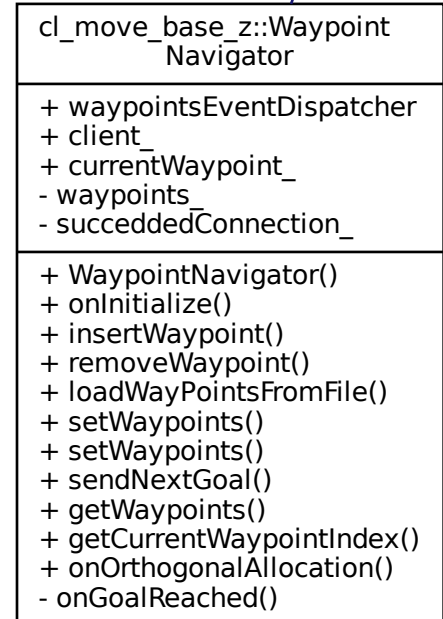 cl_move_base_z::Waypoint
Navigator
+ waypointsEventDispatcher
+ client_
+ currentWaypoint_
- waypoints_
- succeddedConnection_
+ WaypointNavigator()
+ onInitialize()
+ insertWaypoint()
+ removeWaypoint()
+ loadWayPointsFromFile()
+ setWaypoints()
+ setWaypoints()
+ sendNextGoal()
+ getWaypoints()
+ getCurrentWaypointIndex()
+ onOrthogonalAllocation()
- onGoalReached()